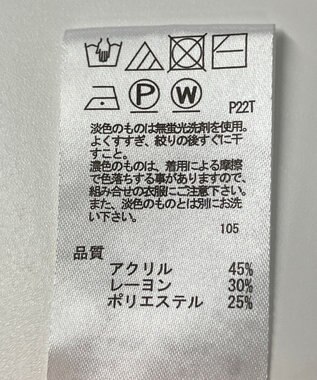 P W P22T
淡色のものは無蛍光洗剤を使用。
よくすすぎ、絞りの後すぐに干
すこと。
濃色のものは、着用による摩擦
で色落ちする事がありますので、
組み合せの衣服にご注意下さい。
また、淡色のものとは別にお洗
い下さい。
105
品質
アクリル 45%
レーヨン 30%
ポリエステル 25%